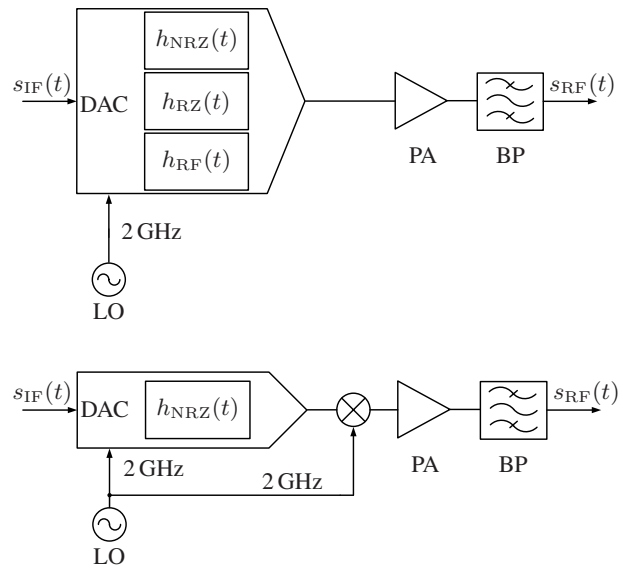 h_NRZ(t)
s_IF(t) DAC h_RZ(t) s_RF(t)
h_RF(t)
PA BP
2 GHz
LO
s_IF(t) DAC h_NRZ(t) s_RF(t)
PA BP
2 GHz 2 GHz
LO